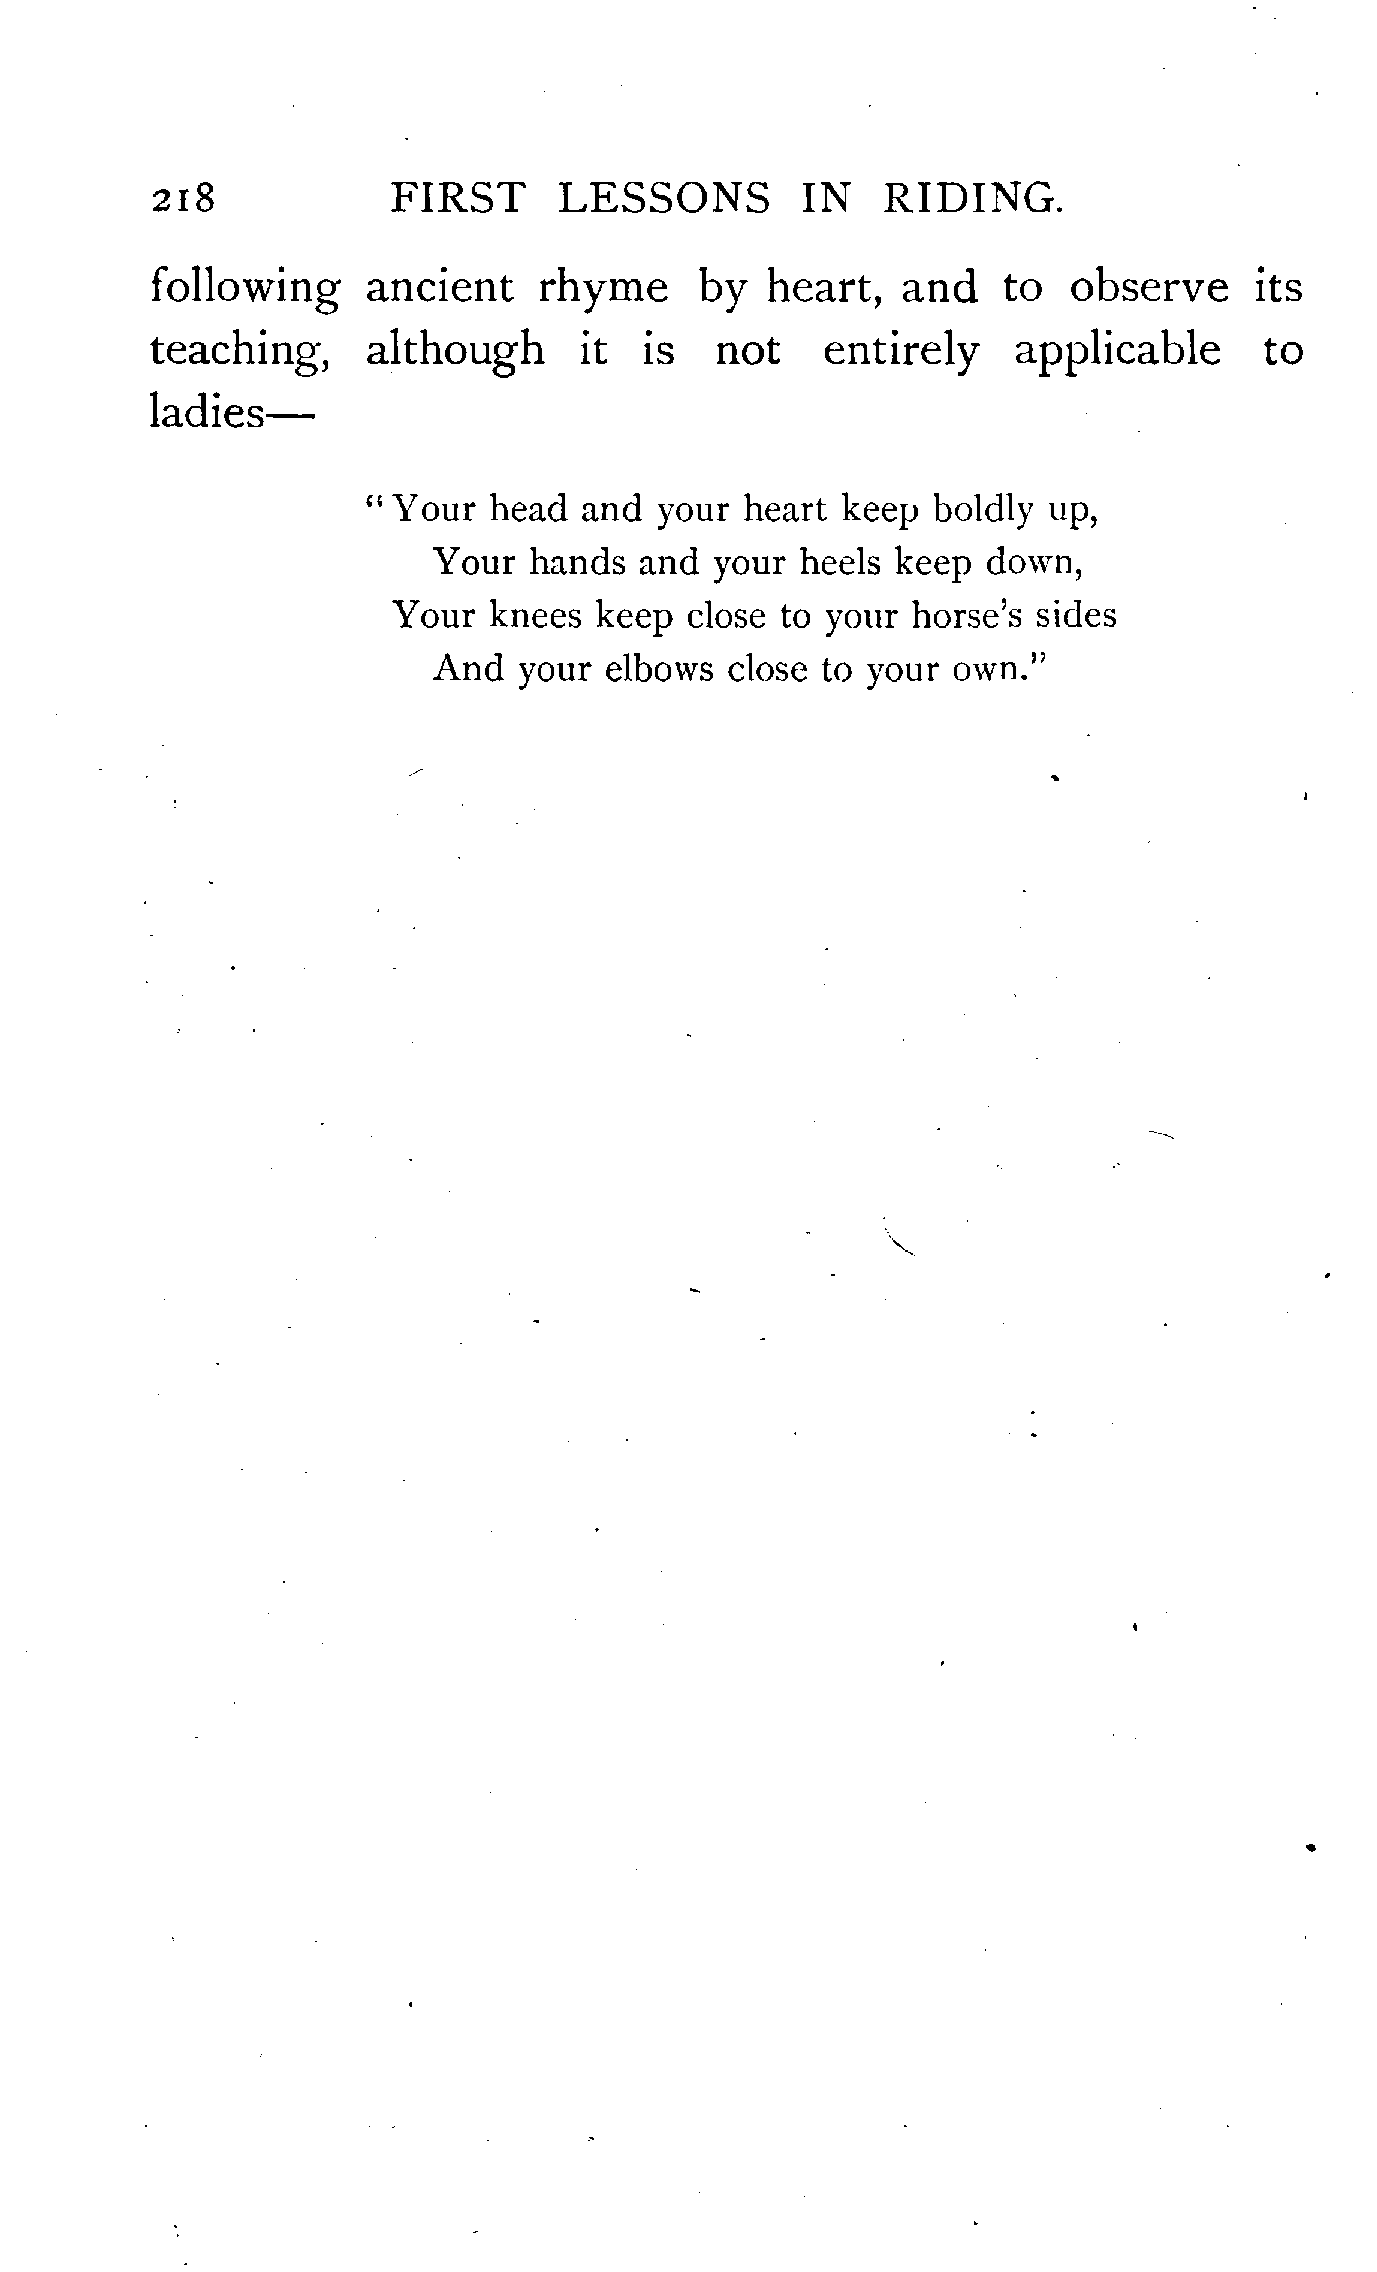 218 FIRST LESSONS IN RIDING.
following ancient rhyme by heart, and to observe its
teaching, although it is not entirely applicable to
ladies—
“Your head and your heart keep boldly up,
Your hands and your heels keep down,
Your knees keep close to your horse's sides
And your elbows close to your own.”